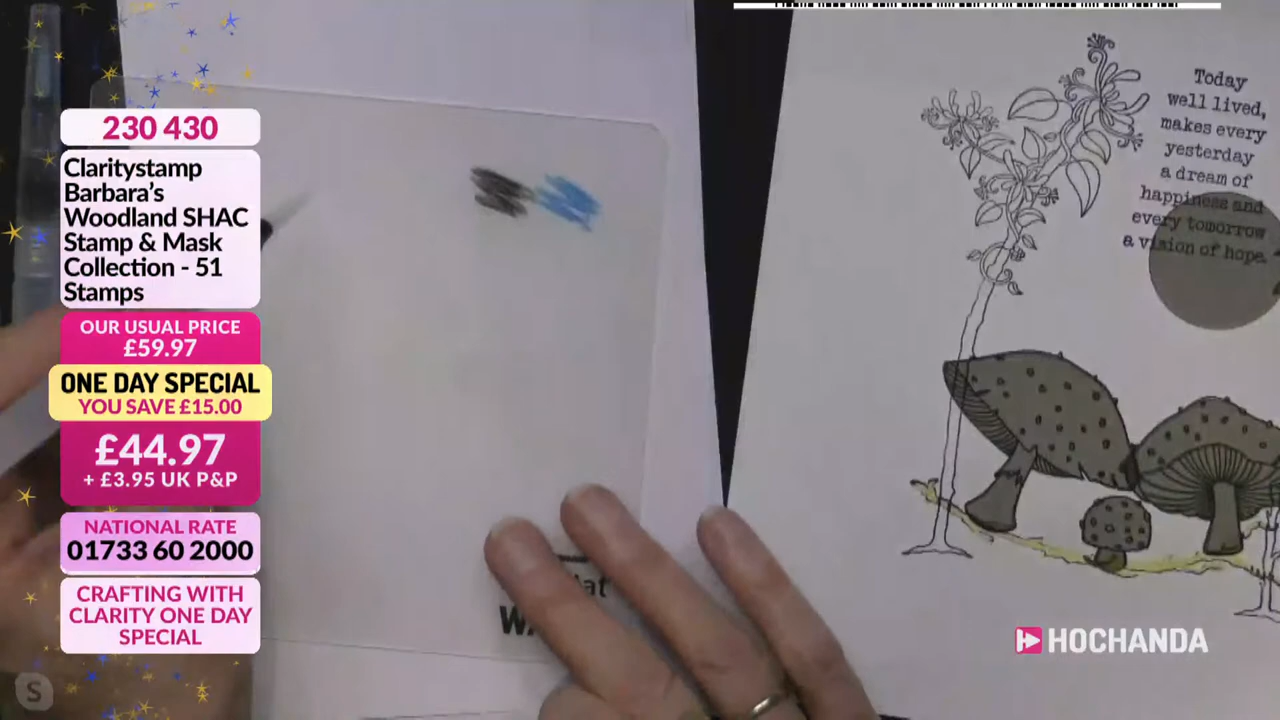 230 430
Claritystamp
Barbara's
Woodland SHAC
Stamp & Mask
Collection - 51
Stamps
OUR USUAL PRICE
£59.97
ONE DAY SPECIAL
YOU SAVE £15.00
£44.97
+ £3.95 UK P&P
NATIONAL RATE
01733 60 2000
CRAFTING WITH
CLARITY ONE DAY
SPECIAL
Today
well lived,
makes every
yesterday
a dream of
happiness and
every tomorrow
a vision of hope.
HOCHANDA
S